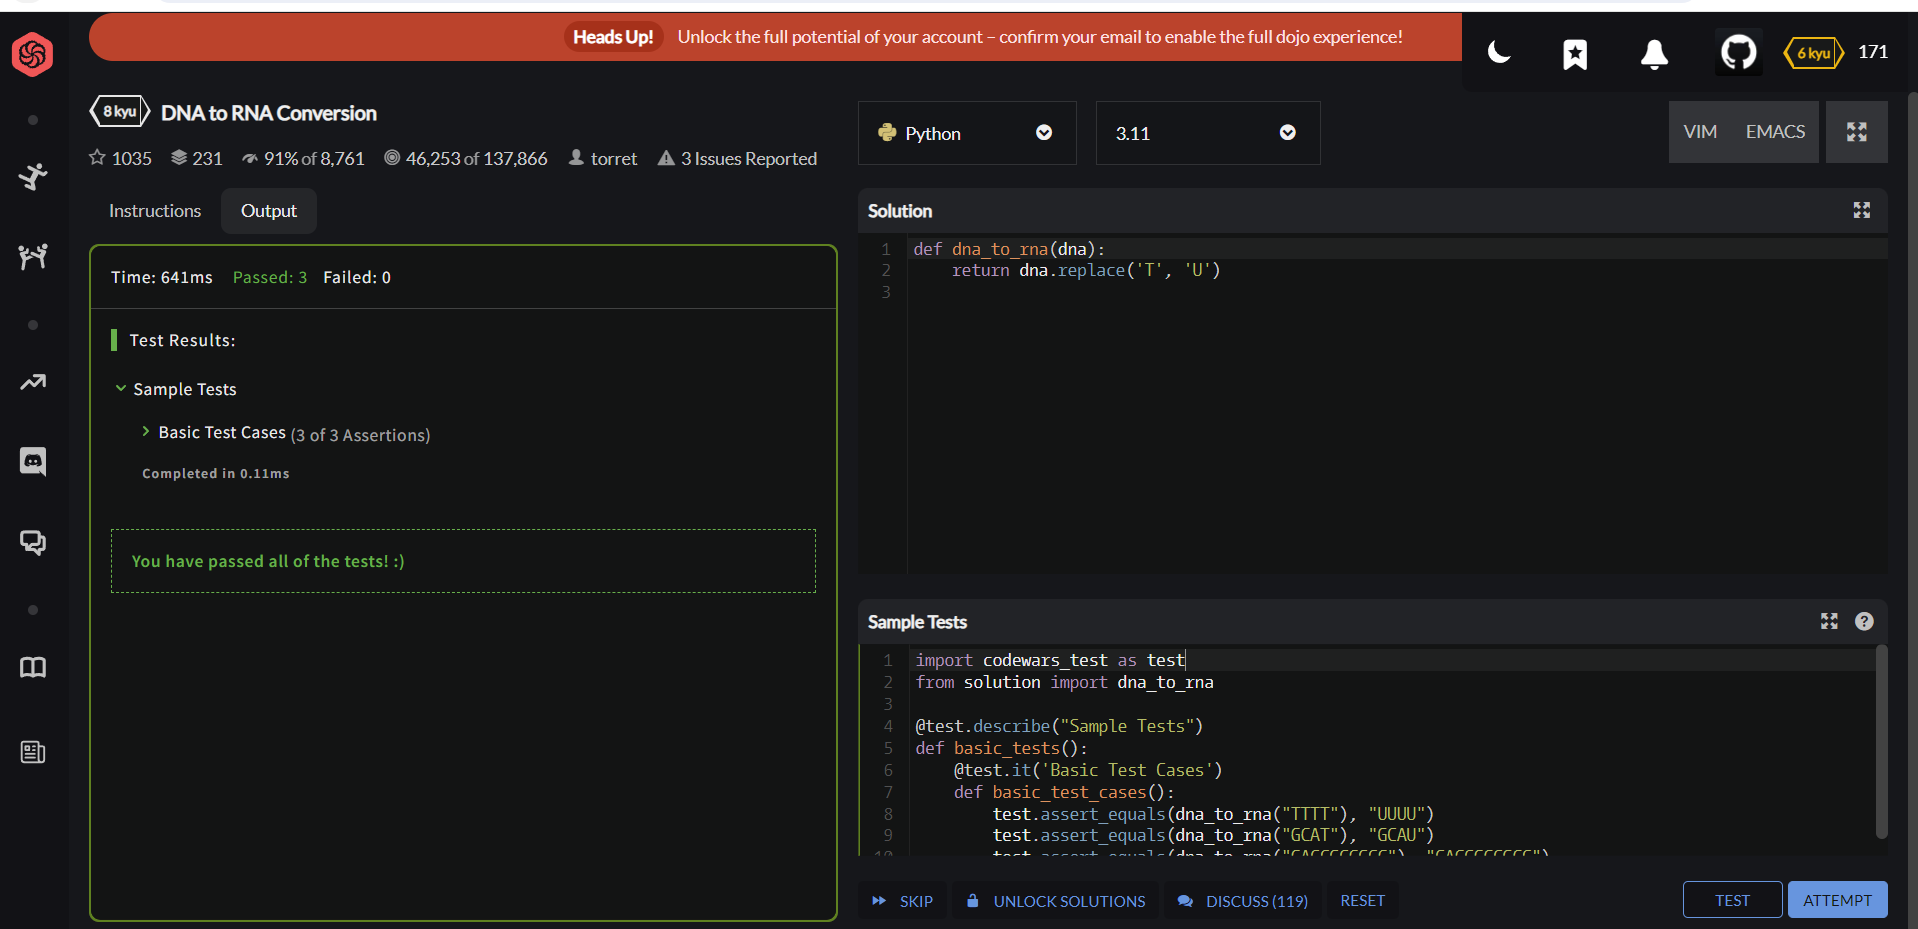 Heads Up! Unlock the full potential of your account – confirm your email to enable the full dojo experience!
6 kyu 171
8 kyu DNA to RNA Conversion
1035 231 91% of 8,761 46,253 of 137,866 torret 3 Issues Reported
Instructions Output
Time: 641ms Passed: 3 Failed: 0
Test Results:
Sample Tests
Basic Test Cases (3 of 3 Assertions)
Completed in 0.11ms
You have passed all of the tests! :)
Python 3.11 VIM EMACS
Solution
1 def dna_to_rna(dna):
2 return dna.replace('T', 'U')
3
Sample Tests
1 import codewars_test as test
2 from solution import dna_to_rna
3
4 @test.describe("Sample Tests")
5 def basic_tests():
6 @test.it('Basic Test Cases')
7 def basic_test_cases():
8 test.assert_equals(dna_to_rna("TTTT"), "UUUU")
9 test.assert_equals(dna_to_rna("GCAT"), "GCAU")
10 test.assert_equals(dna_to_rna(
SKIP UNLOCK SOLUTIONS DISCUSS (119) RESET TEST ATTEMPT